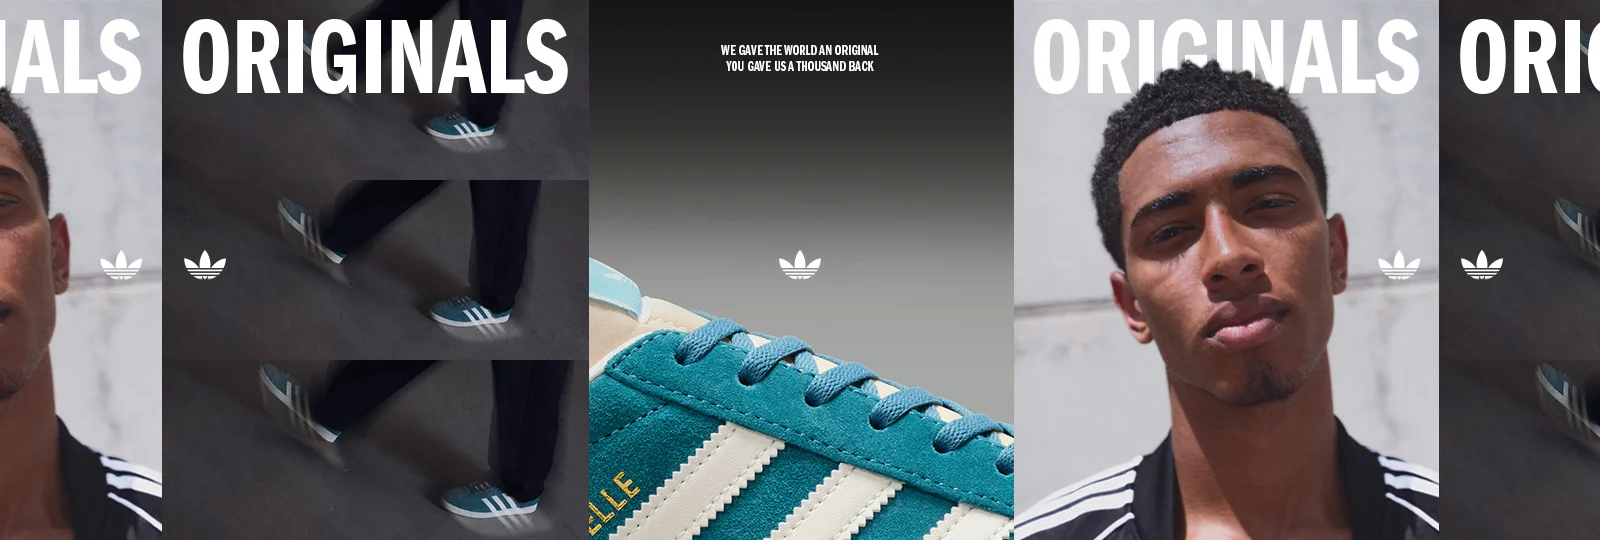 IALS
ORIGINALS
WE GAVE THE WORLD AN ORIGINAL
YOU GAVE US A THOUSAND BACK
ELLE
ORIGINALS
ORIG